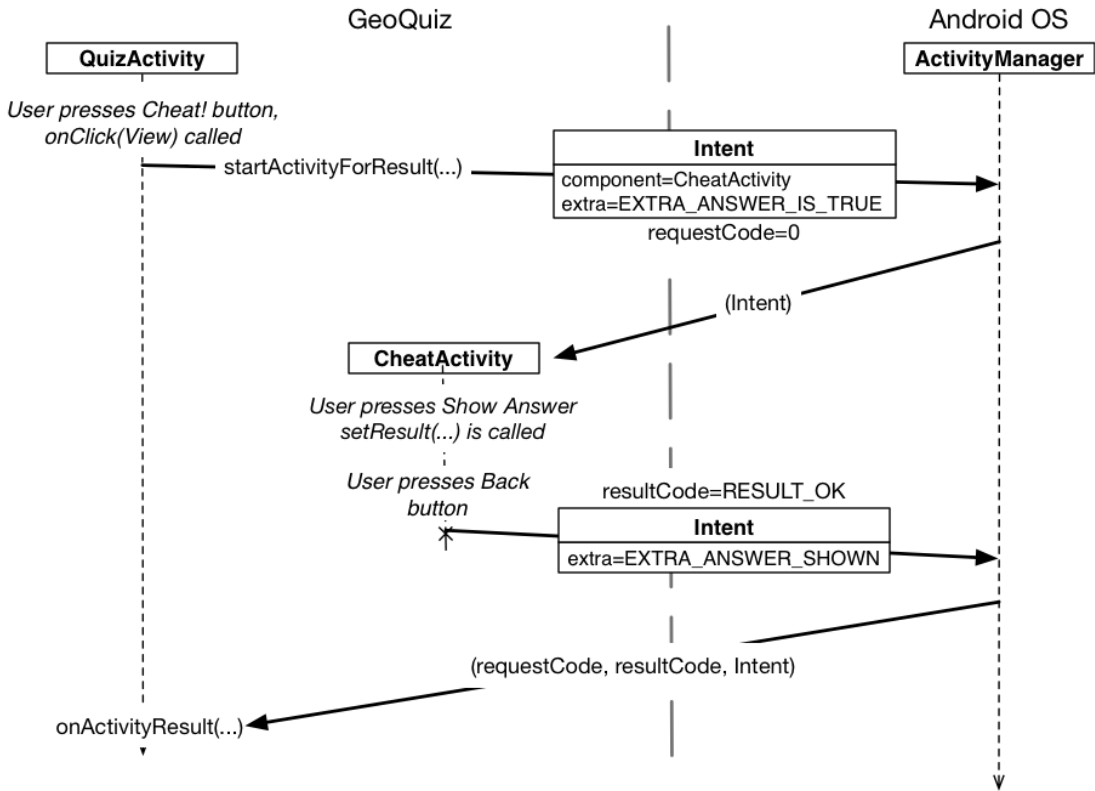 GeoQuiz
Android OS
QuizActivity
ActivityManager
User presses Cheat! button,
onClick(View) called
startActivityForResult(...)
Intent
component=CheatActivity
extra=EXTRA_ANSWER_IS_TRUE
requestCode=0
(Intent)
CheatActivity
User presses Show Answer
setResult(...) is called
User presses Back
button
resultCode=RESULT_OK
Intent
extra=EXTRA_ANSWER_SHOWN
(requestCode, resultCode, Intent)
onActivityResult(...)